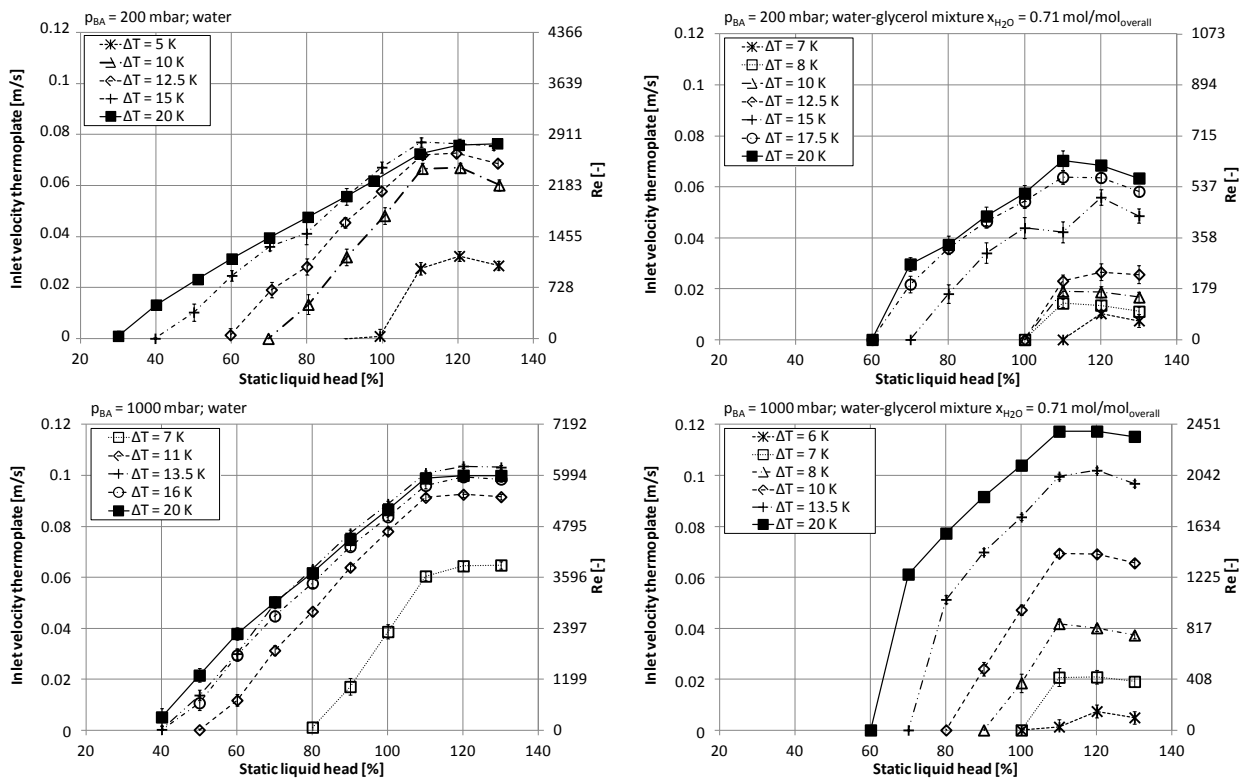 p_BA = 200 mbar; water
Inlet velocity thermoplate [m/s]
0.12
0.1
0.08
0.06
0.04
0.02
0
ΔT = 5 K
ΔT = 10 K
ΔT = 12.5 K
ΔT = 15 K
ΔT = 20 K
4366
3639
2911
2183
1455
728
0
Re [-]
20 40 60 80 100 120 140
Static liquid head [%]
p_BA = 200 mbar; water-glycerol mixture x_H2O = 0.71 mol/mol_overall
Inlet velocity thermoplate [m/s]
0.12
0.1
0.08
0.06
0.04
0.02
0
ΔT = 7 K
ΔT = 8 K
ΔT = 10 K
ΔT = 12.5 K
ΔT = 15 K
ΔT = 17.5 K
ΔT = 20 K
1073
894
715
537
358
179
0
Re [-]
20 40 60 80 100 120 140
Static liquid head [%]
p_BA = 1000 mbar; water
Inlet velocity thermoplate [m/s]
0.12
0.1
0.08
0.06
0.04
0.02
0
ΔT = 7 K
ΔT = 11 K
ΔT = 13.5 K
ΔT = 16 K
ΔT = 20 K
7192
5994
4795
3596
2397
1199
0
Re [-]
20 40 60 80 100 120 140
Static liquid head [%]
p_BA = 1000 mbar; water-glycerol mixture x_H2O = 0.71 mol/mol_overall
Inlet velocity thermoplate [m/s]
0.12
0.1
0.08
0.06
0.04
0.02
0
ΔT = 6 K
ΔT = 7 K
ΔT = 8 K
ΔT = 10 K
ΔT = 13.5 K
ΔT = 20 K
2451
2042
1634
1225
817
408
0
Re [-]
20 40 60 80 100 120 140
Static liquid head [%]